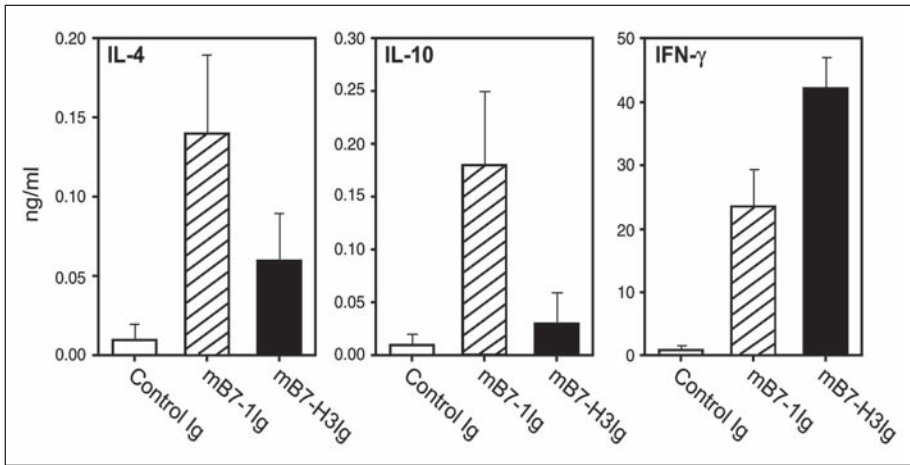 IL-4
IL-10
IFN-γ
ng/ml
0.20
0.15
0.10
0.05
0.00
0.30
0.25
0.20
0.15
0.10
0.05
0.00
50
40
30
20
10
0
Control Ig
mB7-1Ig
mB7-H3Ig
Control Ig
mB7-1Ig
mB7-H3Ig
Control Ig
mB7-1Ig
mB7-H3Ig